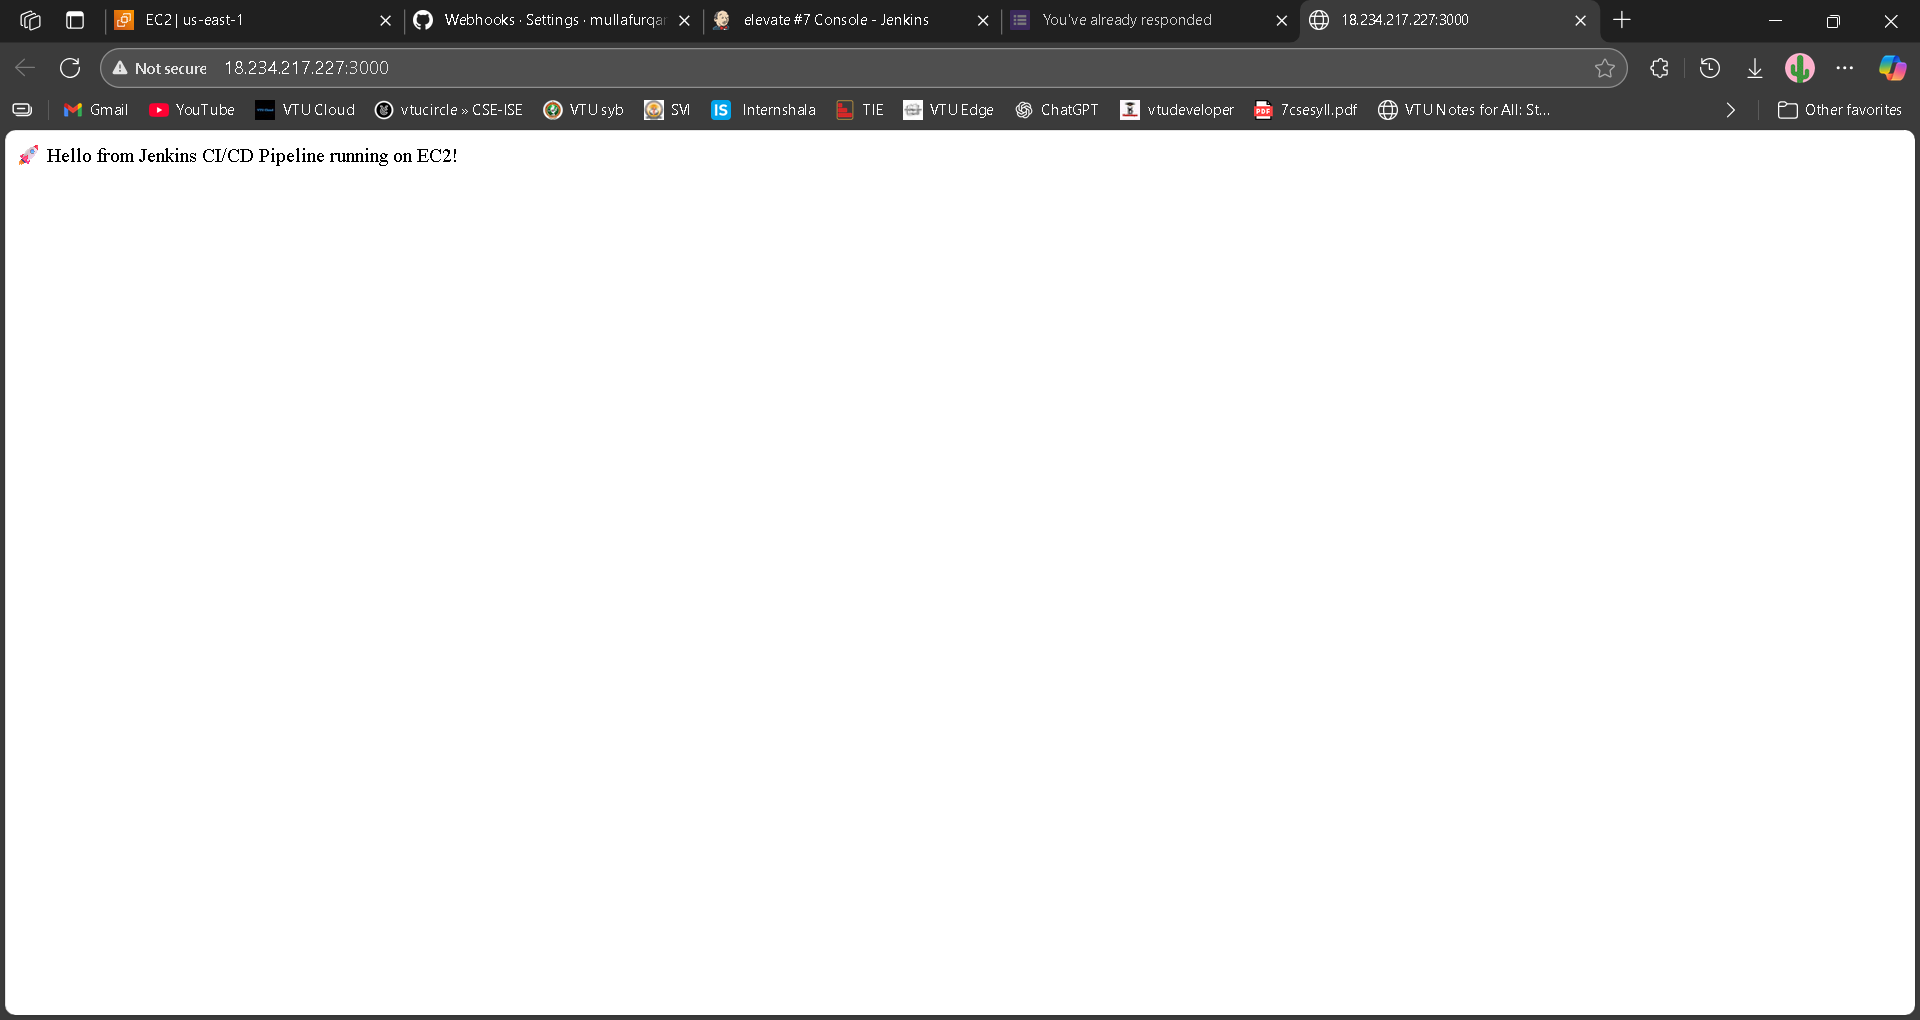 EC2 | us-east-1
Webhooks · Settings · mullafurqar
elevate #7 Console - Jenkins
You've already responded
18.234.217.227:3000
Not secure 18.234.217.227:3000
Gmail YouTube VTU Cloud vtucircle » CSE-ISE VTU syb SVI IS Internshala TIE VTU Edge ChatGPT vtudeveloper PDF 7csesyll.pdf VTU Notes for All: St... Other favorites
🚀 Hello from Jenkins CI/CD Pipeline running on EC2!